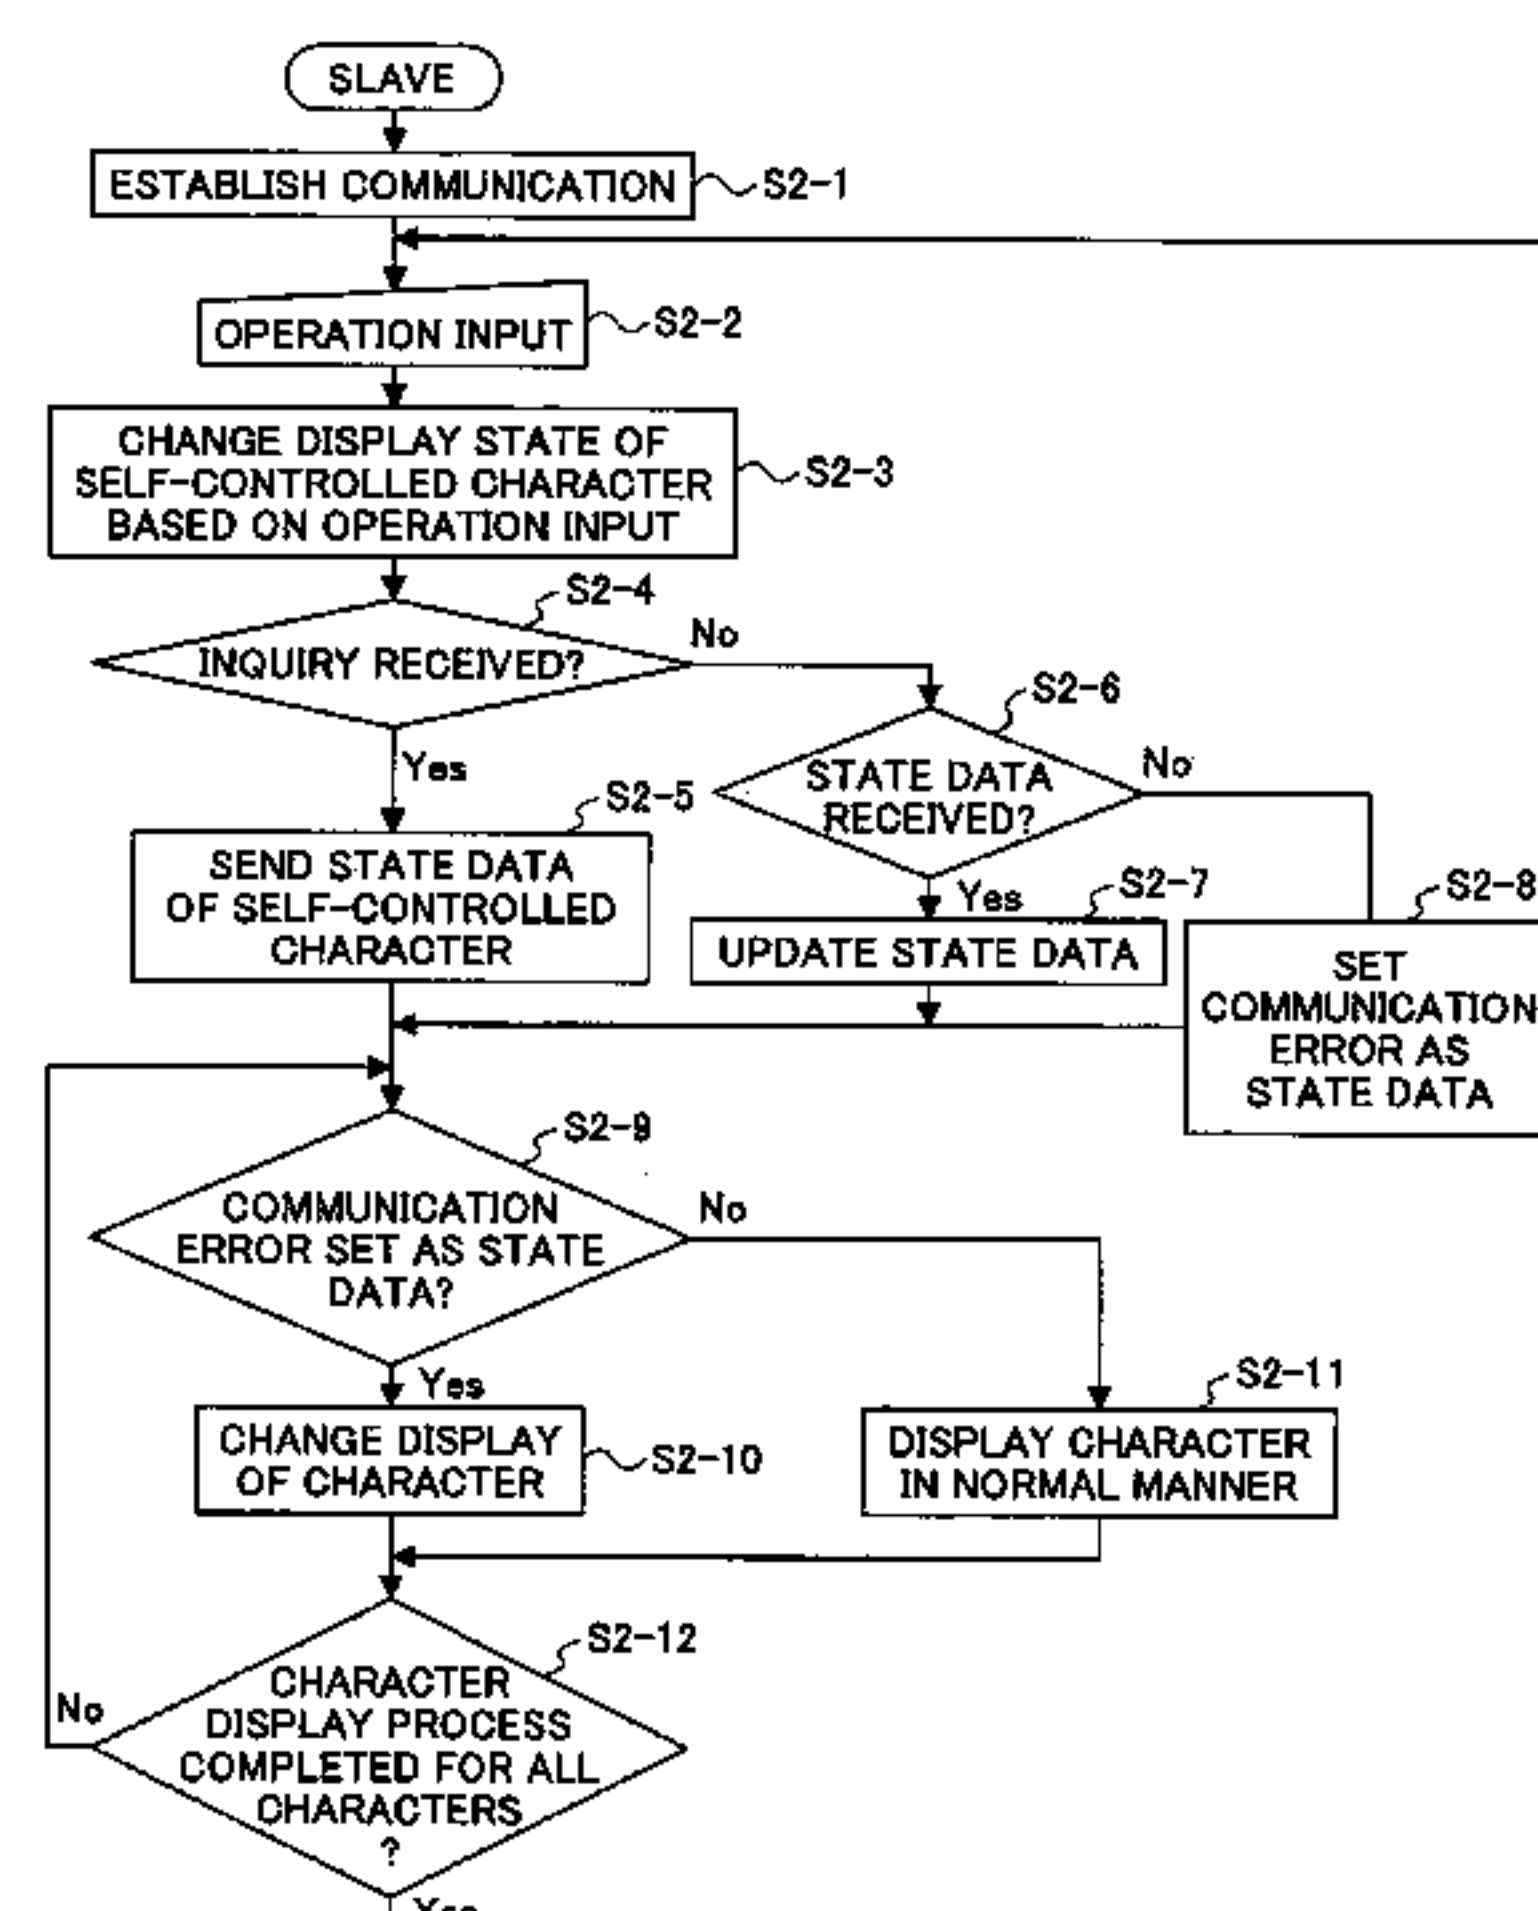 SLAVE
ESTABLISH COMMUNICATION
S2-1
OPERATION INPUT
S2-2
CHANGE DISPLAY STATE OF
SELF-CONTROLLED CHARACTER
BASED ON OPERATION INPUT
S2-3
S2-4
INQUIRY RECEIVED?
No
Yes
S2-6
STATE DATA
RECEIVED?
No
Yes
S2-5
SEND STATE DATA
OF SELF-CONTROLLED
CHARACTER
S2-7
UPDATE STATE DATA
S2-8
SET
COMMUNICATION
ERROR AS
STATE DATA
S2-9
COMMUNICATION
ERROR SET AS STATE
DATA?
No
Yes
CHANGE DISPLAY
OF CHARACTER
S2-10
S2-11
DISPLAY CHARACTER
IN NORMAL MANNER
S2-12
CHARACTER
DISPLAY PROCESS
COMPLETED FOR ALL
CHARACTERS
?
No
Yes